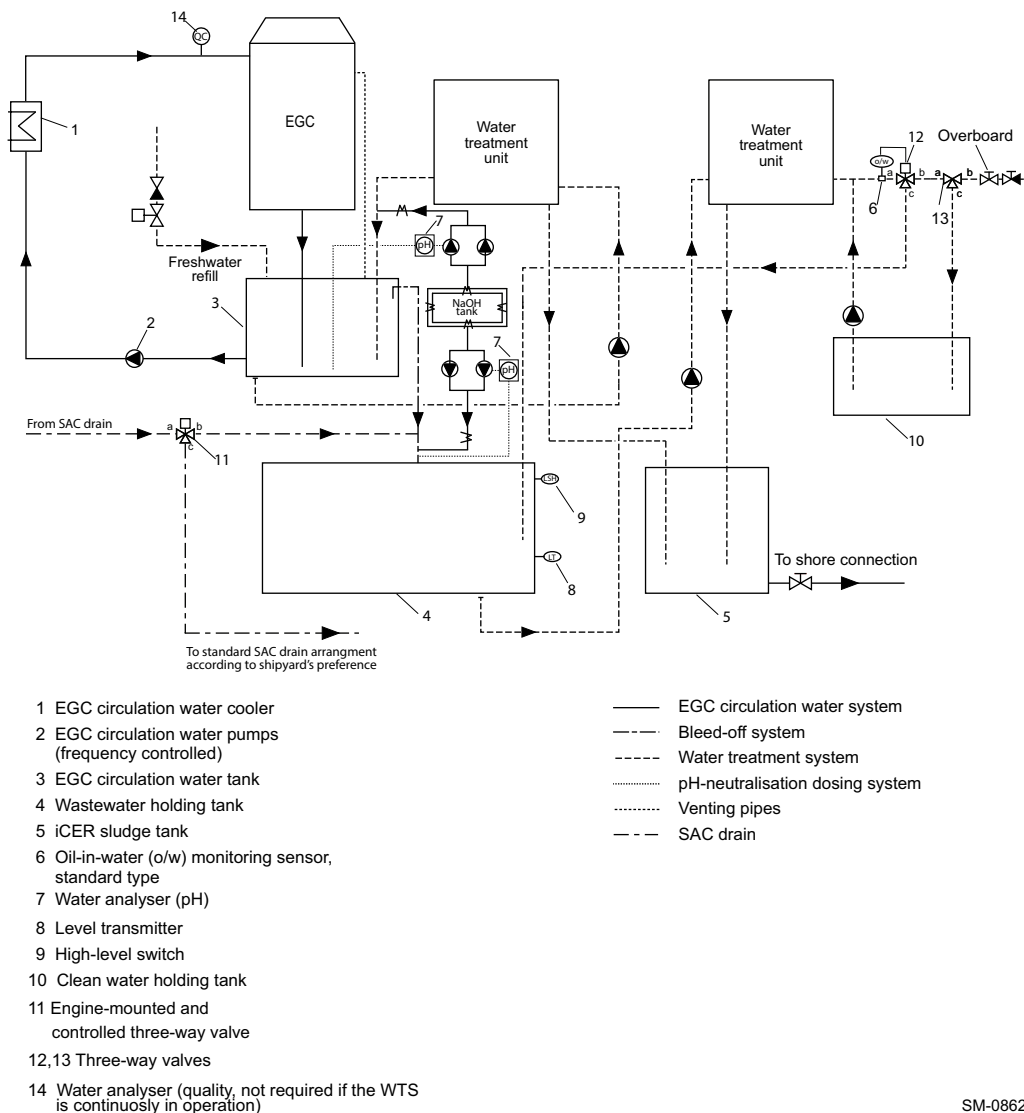 14
QC
EGC
1
Water
treatment
unit
Water
treatment
unit
o/w
12
Overboard
a
b
c
6
a
b
c
13
7
pH
Freshwater
refill
3
NaOH
tank
2
7
pH
From SAC drain
a
b
c
11
10
LSH
9
LT
8
To shore connection
4
5
To standard SAC drain arrangment
according to shipyard's preference
1 EGC circulation water cooler
2 EGC circulation water pumps
(frequency controlled)
3 EGC circulation water tank
4 Wastewater holding tank
5 iCER sludge tank
6 Oil-in-water (o/w) monitoring sensor,
standard type
7 Water analyser (pH)
8 Level transmitter
9 High-level switch
10 Clean water holding tank
11 Engine-mounted and
controlled three-way valve
12,13 Three-way valves
14 Water analyser (quality, not required if the WTS
is continuosly in operation)
EGC circulation water system
Bleed-off system
Water treatment system
pH-neutralisation dosing system
Venting pipes
SAC drain
SM-0862